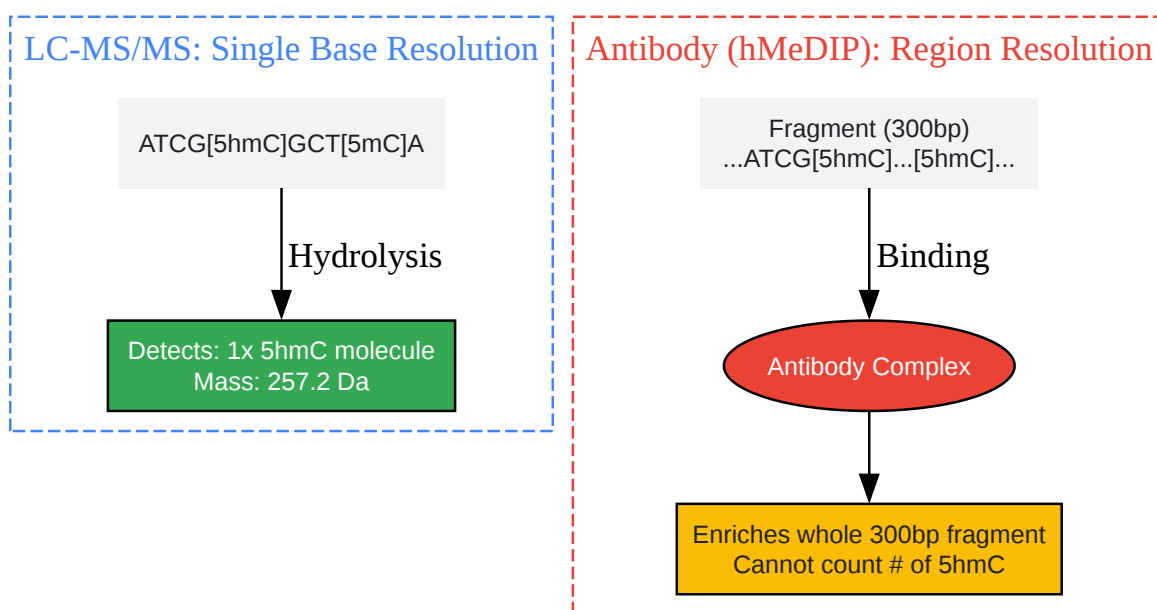 LC-MS/MS: Single Base Resolution
ATCG[5hmC]GCT[5mC]A
Hydrolysis
Detects: 1x 5hmC molecule
Mass: 257.2 Da
Antibody (hMeDIP): Region Resolution
Fragment (300bp)
...ATCG[5hmC]...[5hmC]...
Binding
Antibody Complex
Enriches whole 300bp fragment
Cannot count # of 5hmC